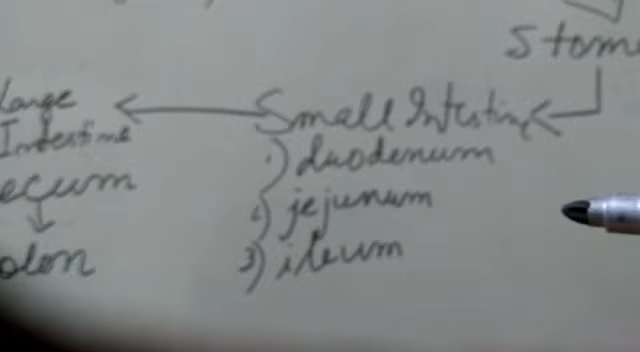 Stom
Large
Intestine
Small Intestine
1) duodenum
2) jejunum
3) ileum
ecum
olon